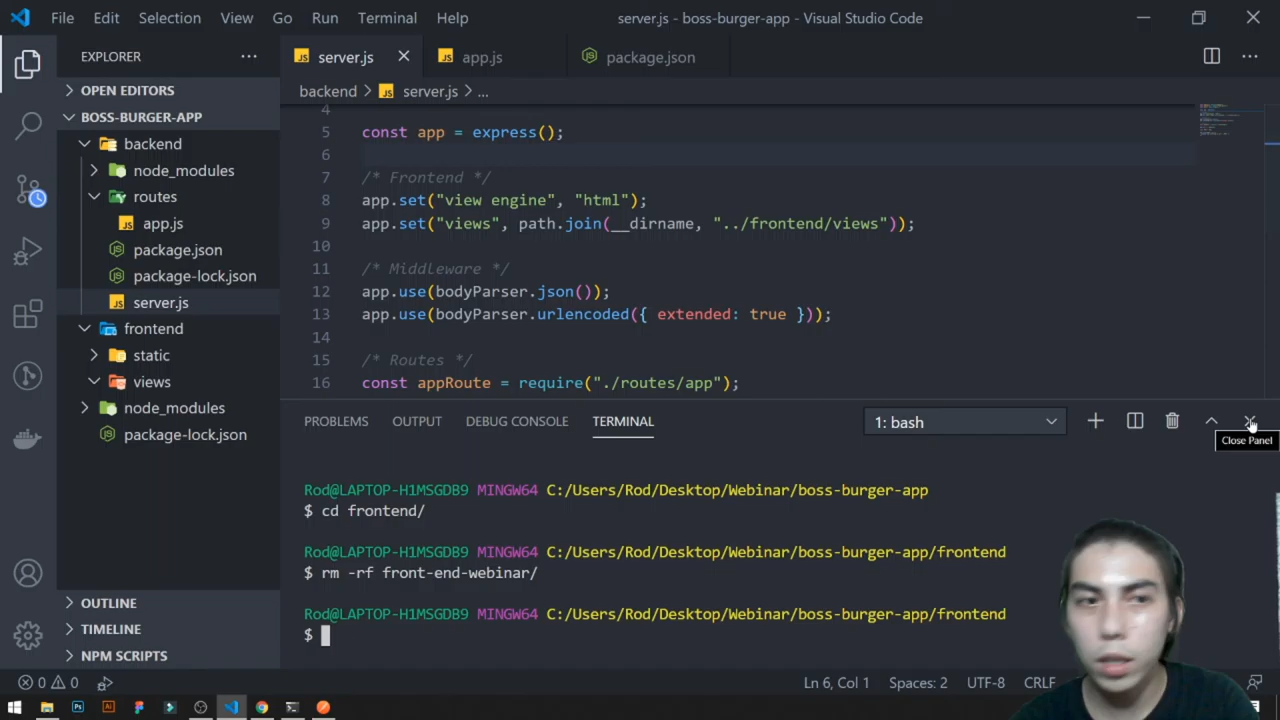 File Edit Selection View Go Run Terminal Help server.js - boss-burger-app - Visual Studio Code
EXPLORER
server.js app.js package.json
OPEN EDITORS
backend > server.js > ...
BOSS-BURGER-APP
backend
node_modules
routes
app.js
package.json
package-lock.json
server.js
frontend
static
views
node_modules
package-lock.json
OUTLINE
TIMELINE
NPM SCRIPTS
4
5 const app = express();
6
7 /* Frontend */
8 app.set("view engine", "html");
9 app.set("views", path.join(__dirname, "../frontend/views"));
10
11 /* Middleware */
12 app.use(bodyParser.json());
13 app.use(bodyParser.urlencoded({ extended: true }));
14
15 /* Routes */
16 const appRoute = require("./routes/app");
PROBLEMS OUTPUT DEBUG CONSOLE TERMINAL 1: bash
Close Panel
Rod@LAPTOP-H1MSGDB9 MINGW64 C:/Users/Rod/Desktop/Webinar/boss-burger-app
$ cd frontend/
Rod@LAPTOP-H1MSGDB9 MINGW64 C:/Users/Rod/Desktop/Webinar/boss-burger-app/frontend
$ rm -rf front-end-webinar/
Rod@LAPTOP-H1MSGDB9 MINGW64 C:/Users/Rod/Desktop/Webinar/boss-burger-app/frontend
$
0 0 Ln 6, Col 1 Spaces: 2 UTF-8 CRLF
Ps Ai